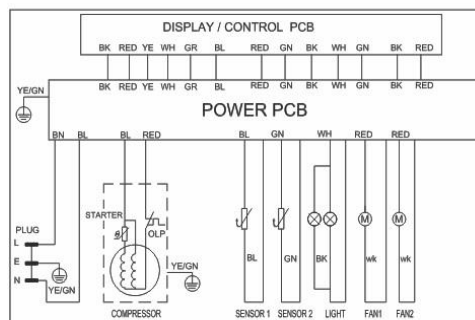 DISPLAY / CONTROL PCB
BK RED YE WH GR BL RED GN BK WH GN BK RED
BK RED YE WH GR BL RED GN BK WH GN BK RED
YE/GN
POWER PCB
BN BL BL RED BL GN WH RED RED
STARTER
OLP
PLUG
L
E
N
YE/GN
YE/GN
BL GN BK wk wk
COMPRESSOR SENSOR 1 SENSOR 2 LIGHT FAN1 FAN2
M M